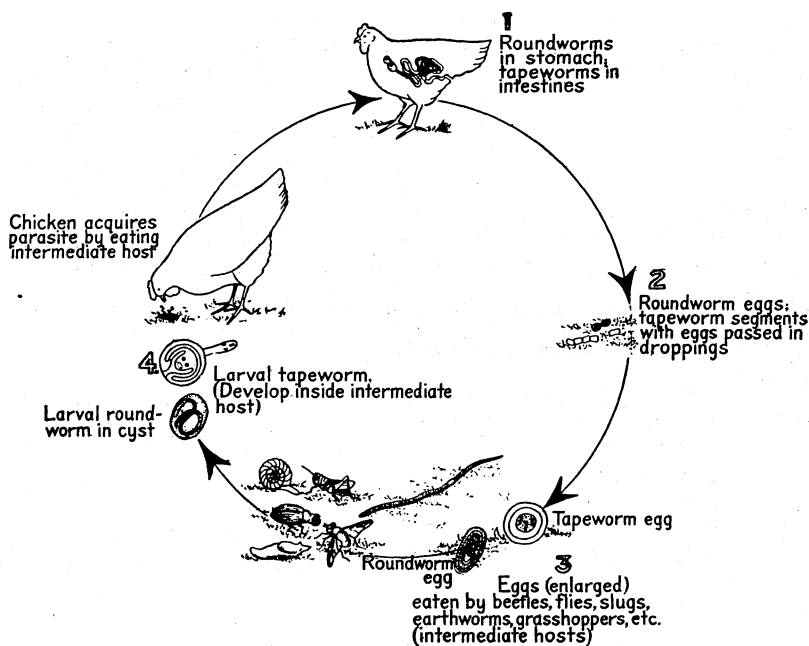 1
Roundworms
in stomach;
tapeworms in
intestines
Chicken acquires
parasite by eating
intermediate host
2
Roundworm eggs;
tapeworm segments
with eggs passed in
droppings
4.
Larval tapeworm.
(Develop inside intermediate
host)
Larval round-
worm in cyst
Tapeworm egg
Roundworm
egg
3
Eggs (enlarged)
eaten by beetles, flies, slugs,
earthworms, grasshoppers, etc.
(intermediate hosts)